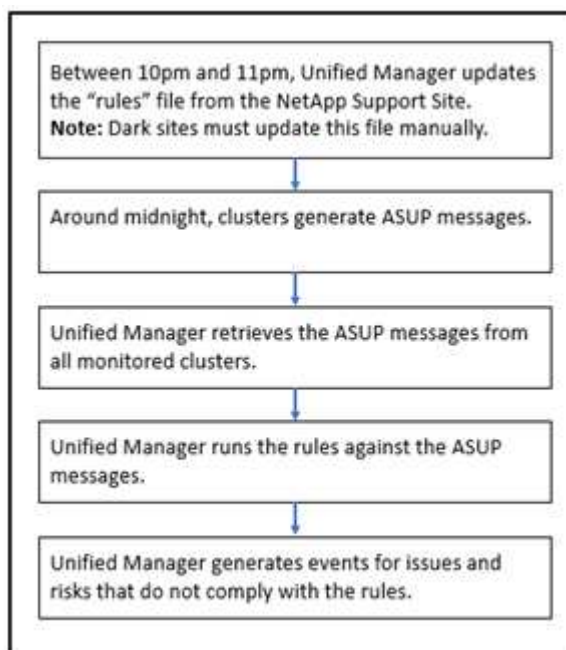 Between 10pm and 11pm, Unified Manager updates
the “rules” file from the NetApp Support Site.
Note: Dark sites must update this file manually.
Around midnight, clusters generate ASUP messages.
Unified Manager retrieves the ASUP messages from
all monitored clusters.
Unified Manager runs the rules against the ASUP
messages.
Unified Manager generates events for issues and
risks that do not comply with the rules.